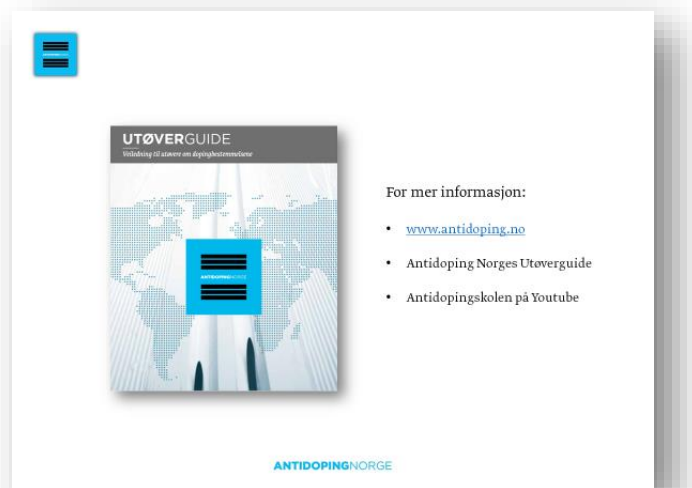 UTØVERGUIDE
Veiledning til utøvere om dopingbestemmelsene
ANTIDOPINGNORGE
For mer informasjon:
• www.antidoping.no
• Antidoping Norges Utøverguide
• Antidopingskolen på Youtube
ANTIDOPINGNORGE